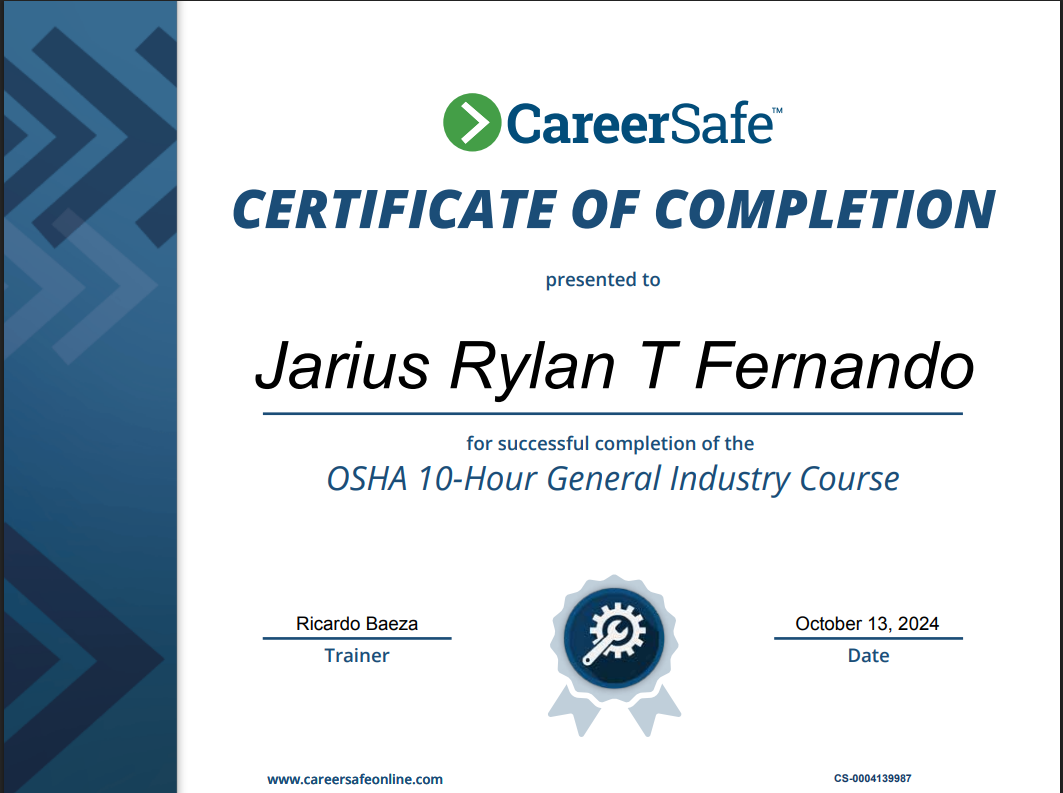 CareerSafe™
CERTIFICATE OF COMPLETION
presented to
Jarius Rylan T Fernando
for successful completion of the
OSHA 10-Hour General Industry Course
Ricardo Baeza
Trainer
October 13, 2024
Date
www.careersafeonline.com
CS-0004139987